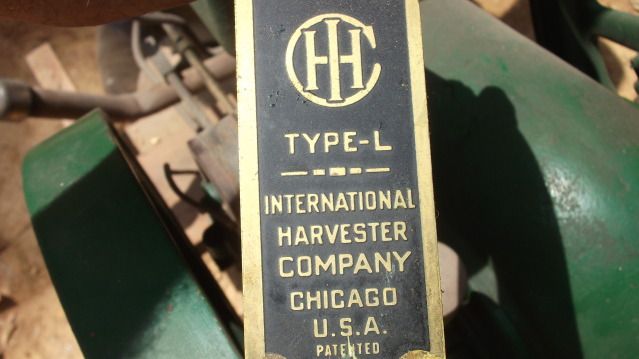 IHC
TYPE-L
INTERNATIONAL
HARVESTER
COMPANY
CHICAGO
U.S.A.
PATENTED